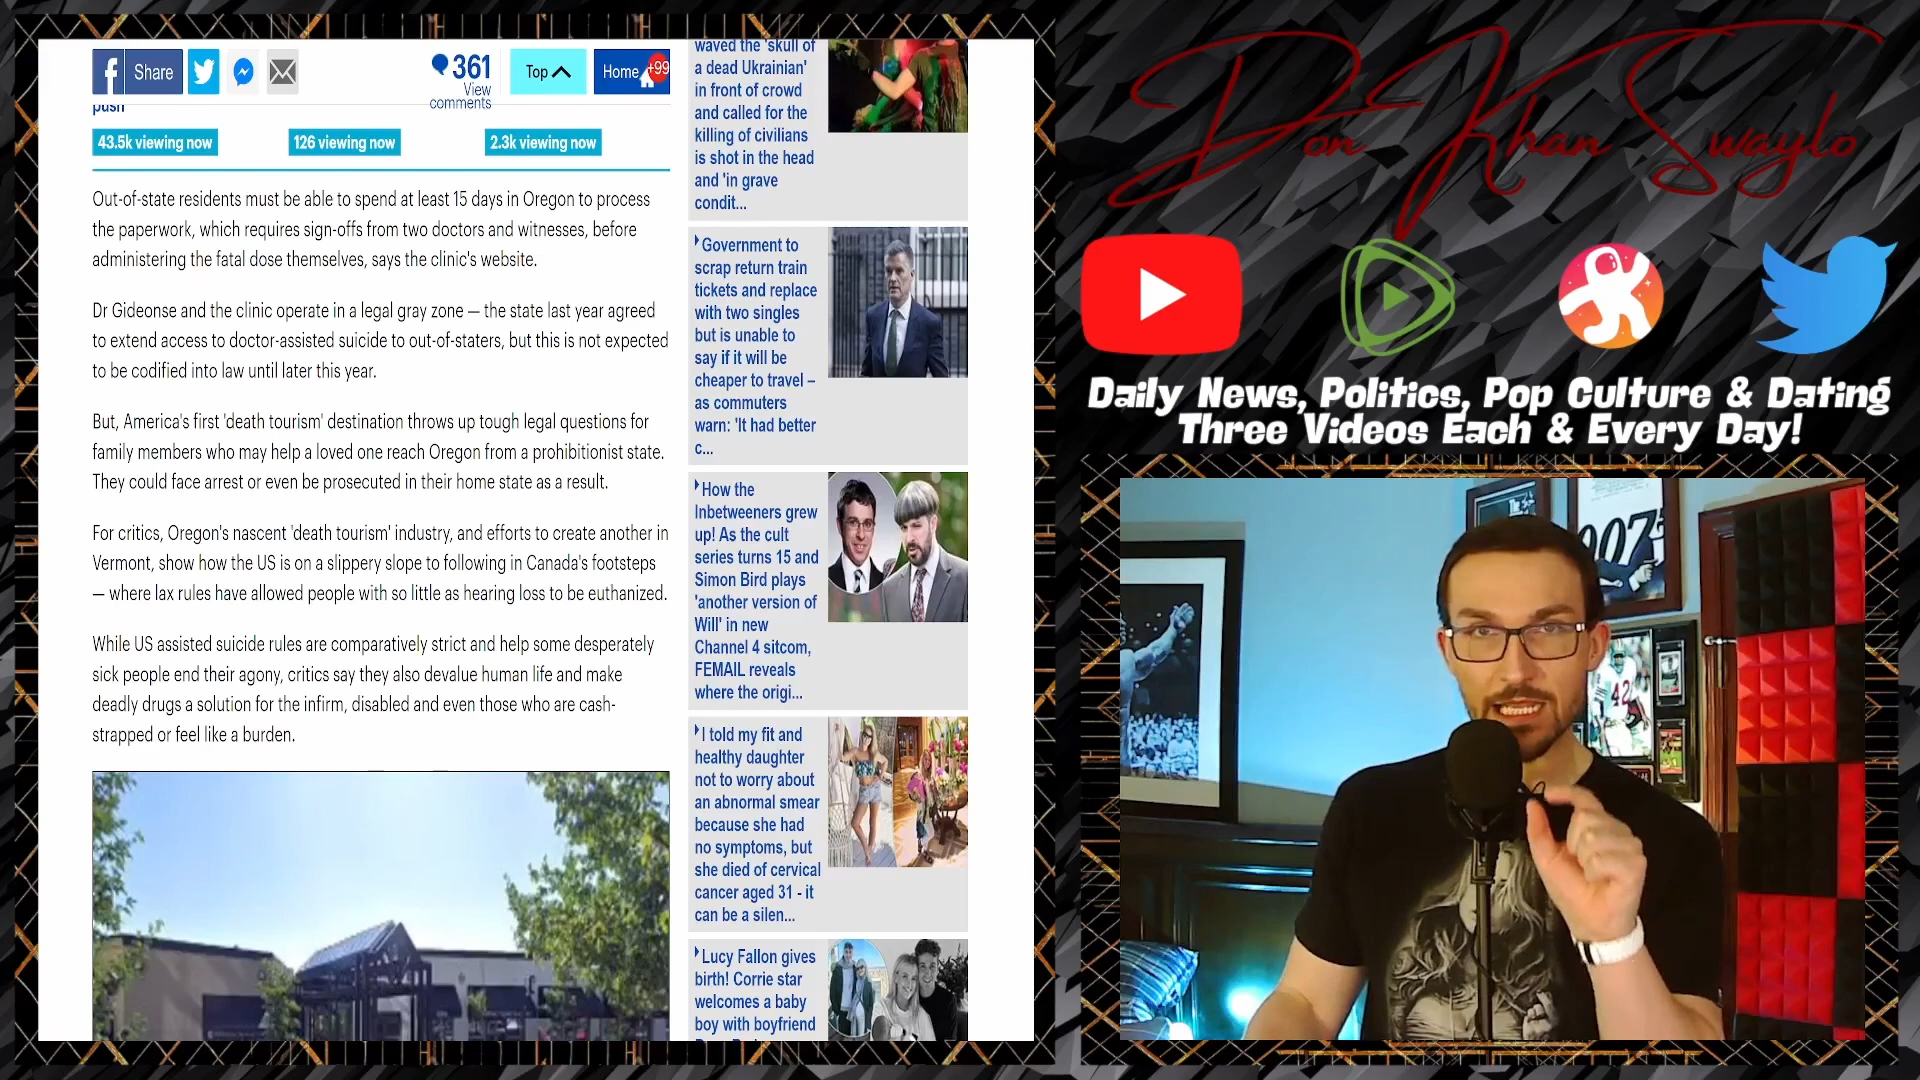 Share
361
View
comments
Top
Home
+99
push
43.5k viewing now
126 viewing now
2.3k viewing now
Out-of-state residents must be able to spend at least 15 days in Oregon to process
the paperwork, which requires sign-offs from two doctors and witnesses, before
administering the fatal dose themselves, says the clinic's website.
Dr Gideonse and the clinic operate in a legal gray zone — the state last year agreed
to extend access to doctor-assisted suicide to out-of-staters, but this is not expected
to be codified into law until later this year.
But, America's first 'death tourism' destination throws up tough legal questions for
family members who may help a loved one reach Oregon from a prohibitionist state.
They could face arrest or even be prosecuted in their home state as a result.
For critics, Oregon's nascent 'death tourism' industry, and efforts to create another in
Vermont, show how the US is on a slippery slope to following in Canada's footsteps
— where lax rules have allowed people with so little as hearing loss to be euthanized.
While US assisted suicide rules are comparatively strict and help some desperately
sick people end their agony, critics say they also devalue human life and make
deadly drugs a solution for the infirm, disabled and even those who are cash-
strapped or feel like a burden.
waved the 'skull of
a dead Ukrainian'
in front of crowd
and called for the
killing of civilians
is shot in the head
and 'in grave
condit...
Government to
scrap return train
tickets and replace
with two singles
but is unable to
say if it will be
cheaper to travel –
as commuters
warn: 'It had better
c...
How the
Inbetweeners grew
up! As the cult
series turns 15 and
Simon Bird plays
'another version of
Will' in new
Channel 4 sitcom,
FEMAIL reveals
where the origi...
I told my fit and
healthy daughter
not to worry about
an abnormal smear
because she had
no symptoms, but
she died of cervical
cancer aged 31 - it
can be a silen...
Lucy Fallon gives
birth! Corrie star
welcomes a baby
boy with boyfriend
Don Khan Swaylo
Daily News, Politics, Pop Culture & Dating
Three Videos Each & Every Day!
007
42